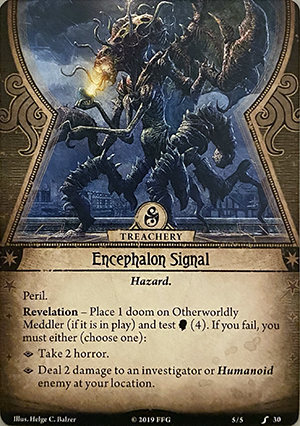 TREACHERY
Encephalon Signal
Hazard.
Peril.
Revelation – Place 1 doom on Otherworldly
Meddler (if it is in play) and test (4). If you fail, you
must either (choose one):
Take 2 horror.
Deal 2 damage to an investigator or Humanoid
enemy at your location.
Illus. Helge C. Balzer © 2019 FFG 5/5 30